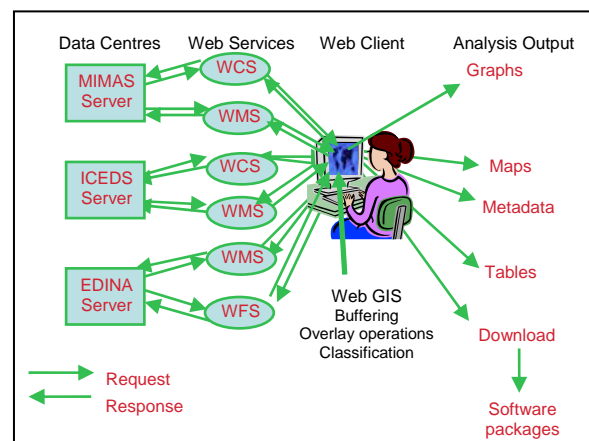 Data Centres
Web Services
Web Client
Analysis Output
MIMAS
Server
WCS
WMS
ICEDS
Server
WCS
WMS
EDINA
Server
WMS
WFS
Graphs
Maps
Metadata
Tables
Download
Software
packages
Web GIS
Buffering
Overlay operations
Classification
Request
Response